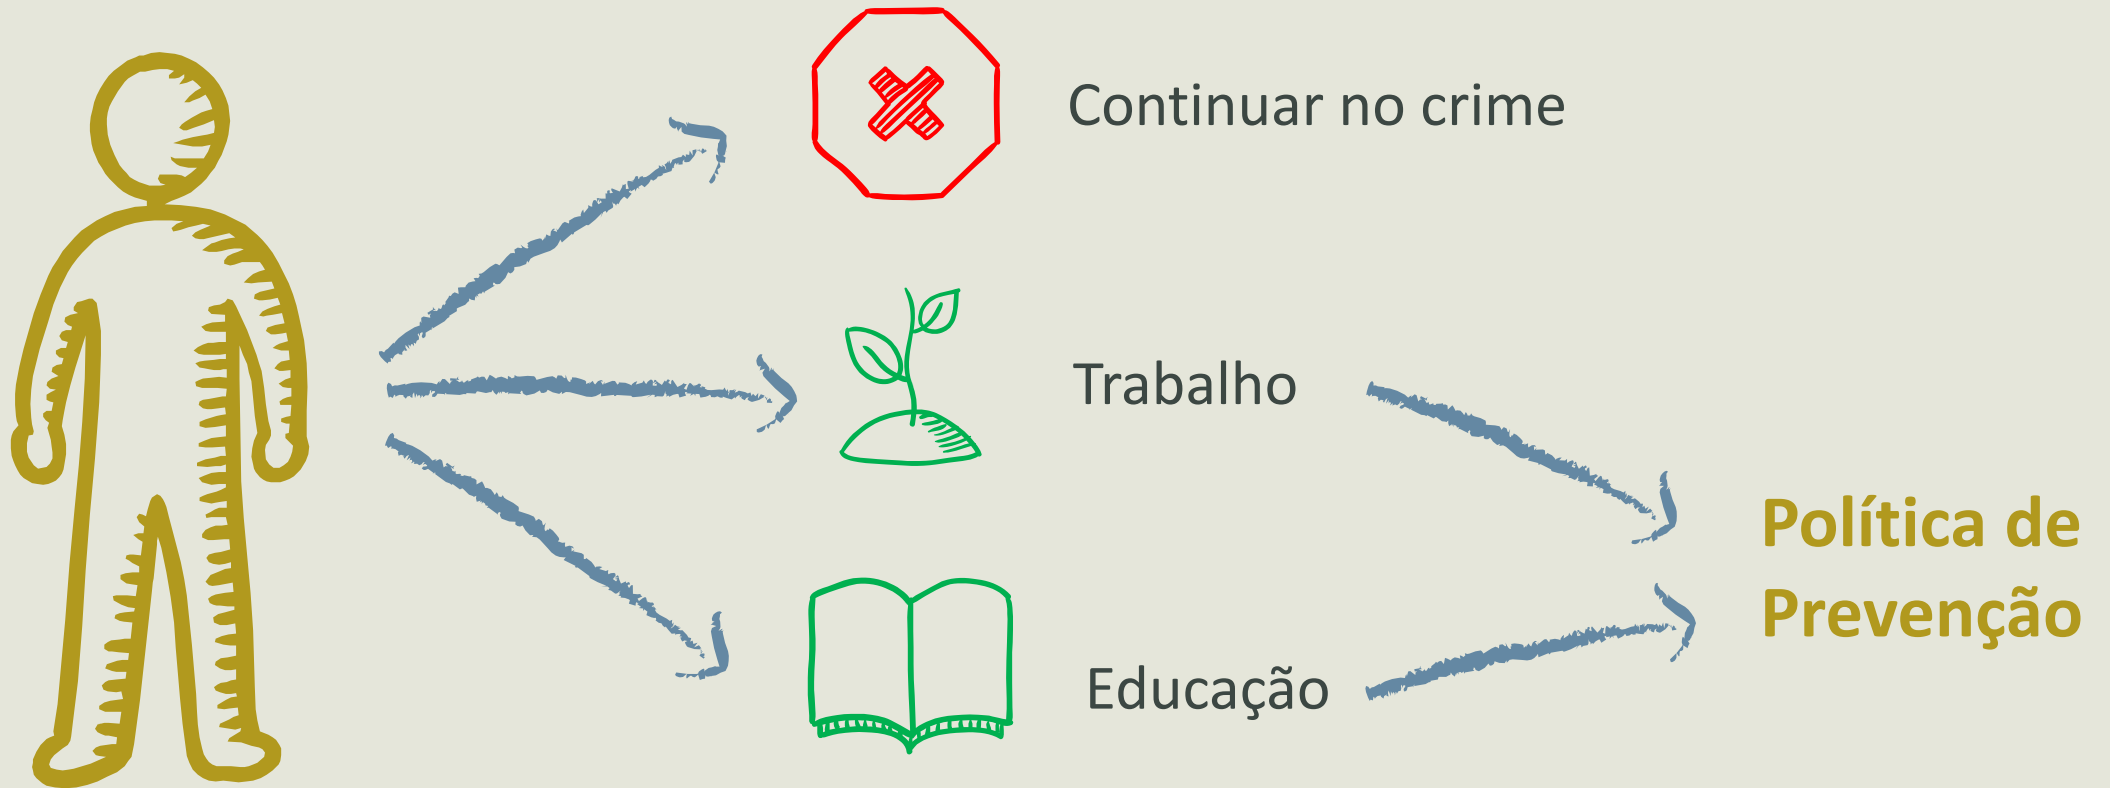 Continuar no crime
Trabalho
Política de
Prevenção
Educação